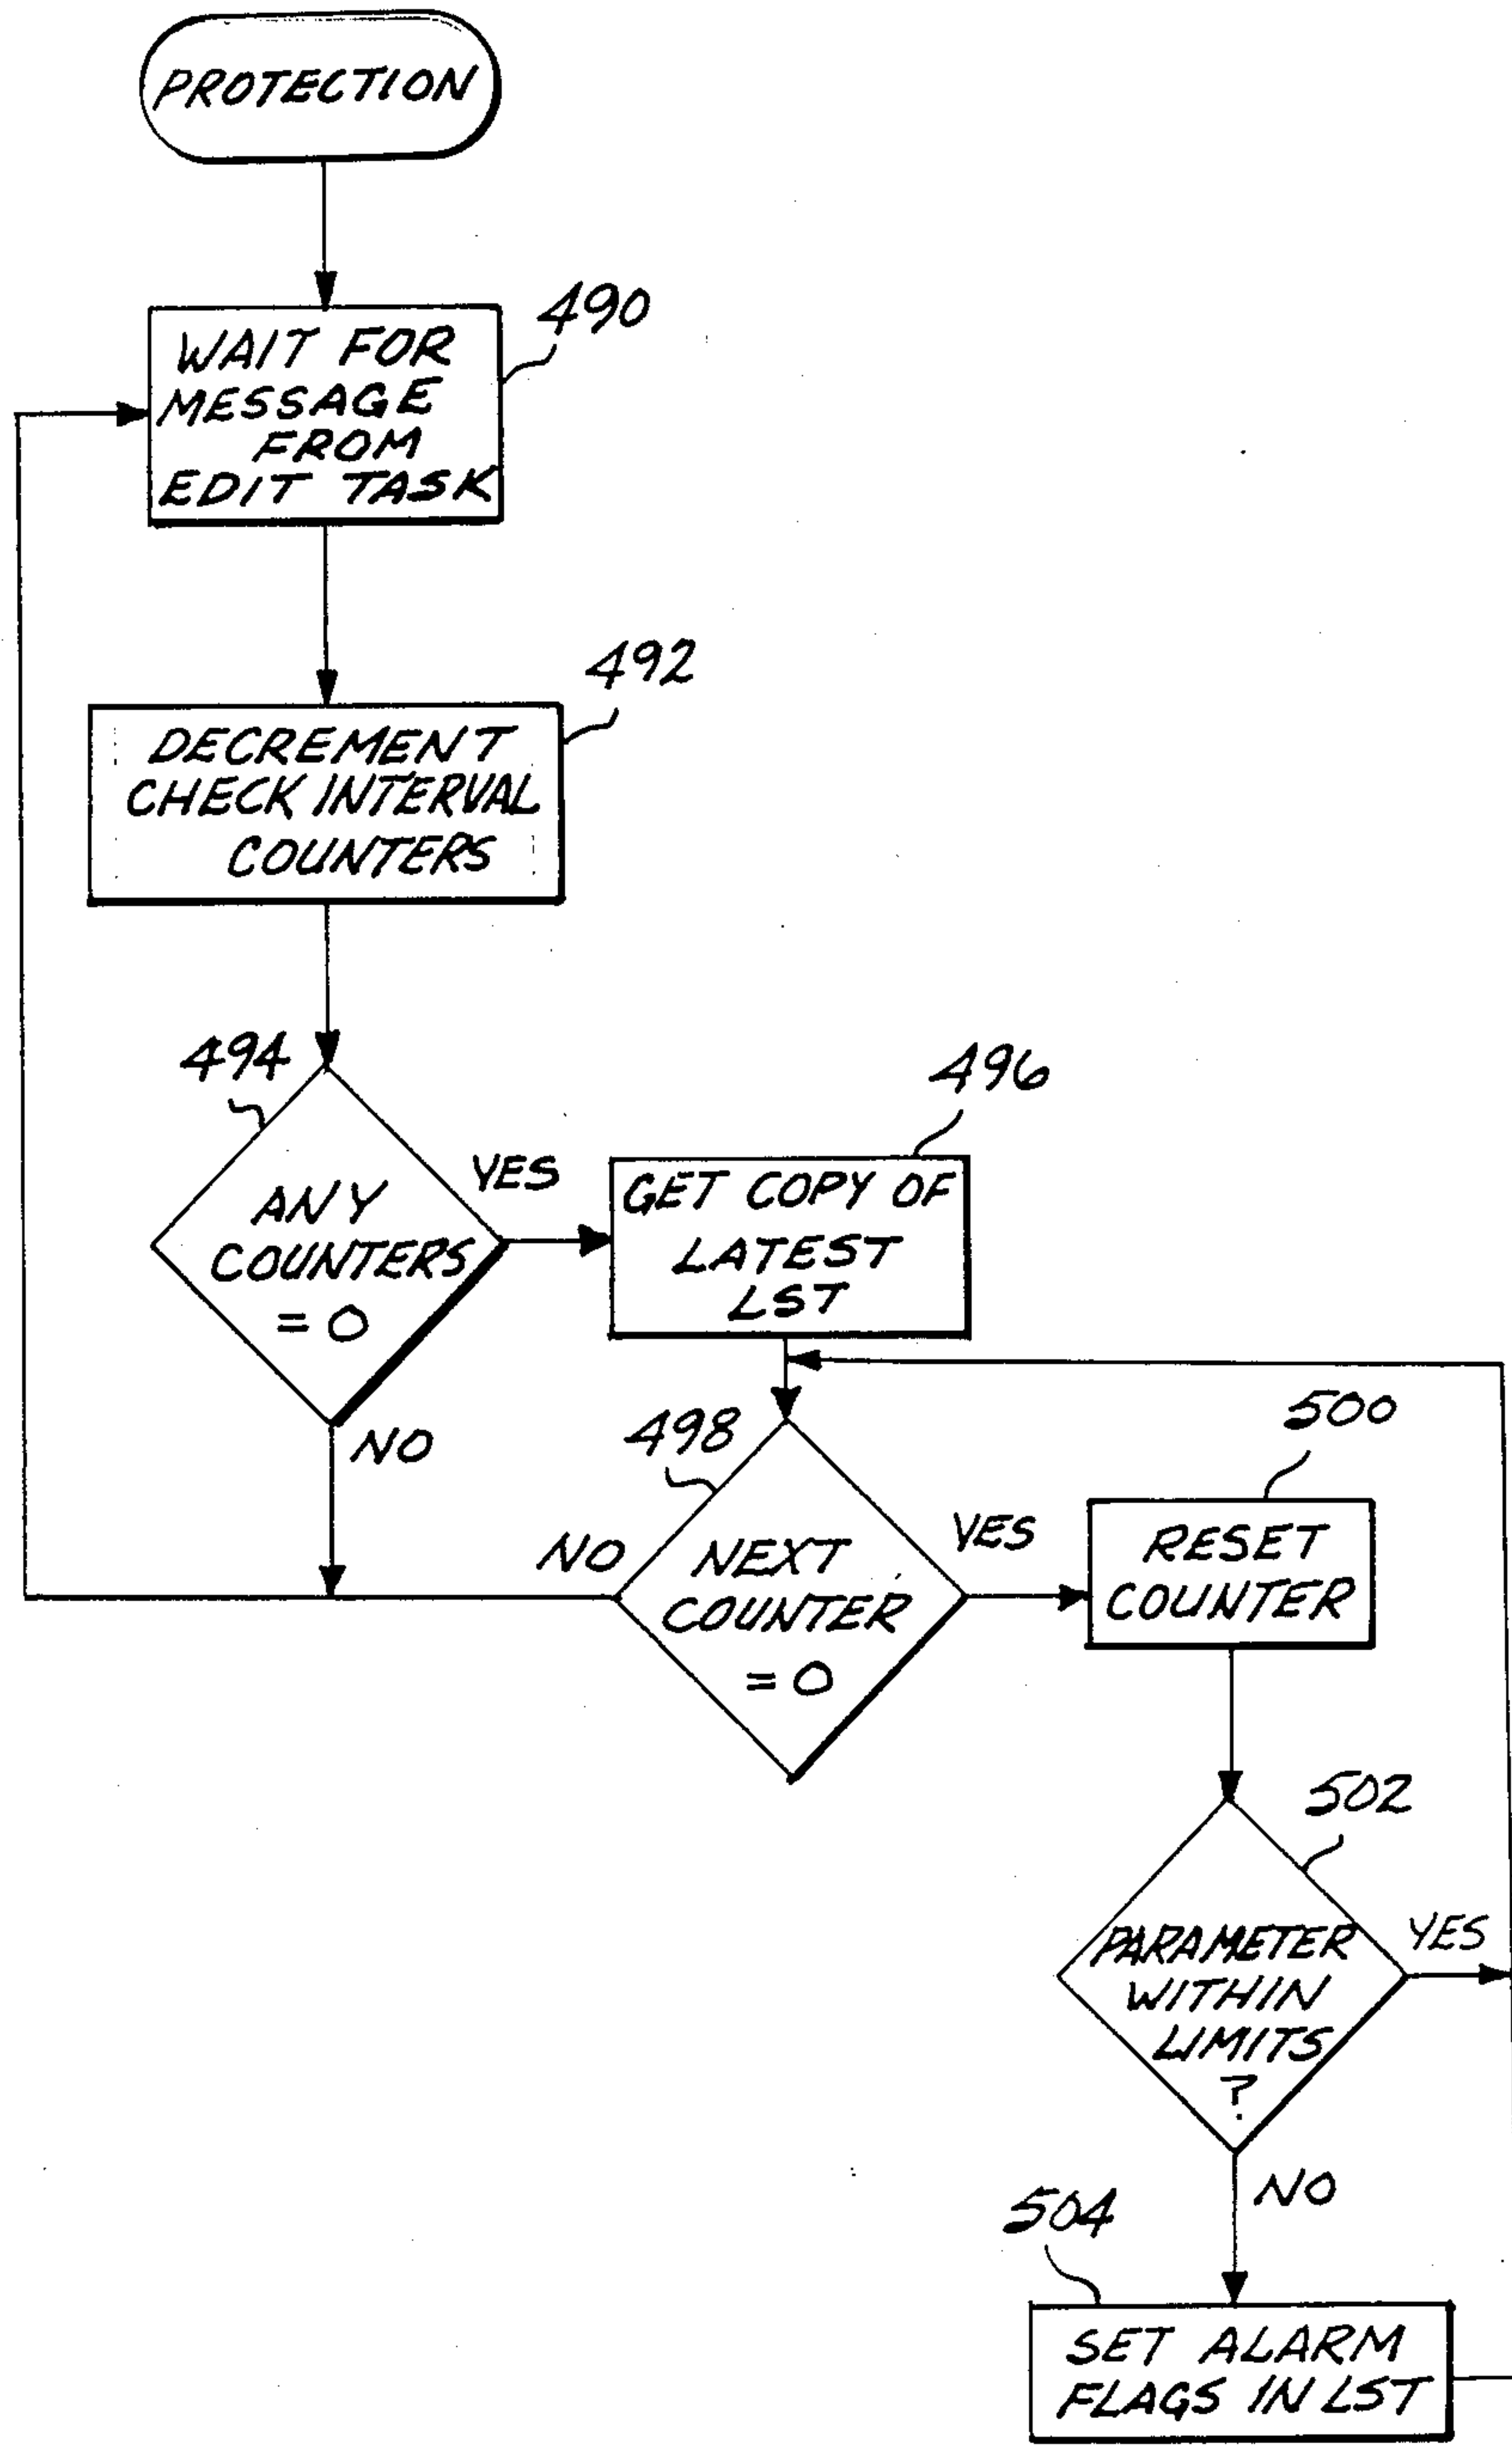 PROTECTION
490
WAIT FOR
MESSAGE
FROM
EDIT TASK
492
DECREMENT
CHECK INTERVAL
COUNTERS
494
ANY
COUNTERS
= 0
YES
NO
496
GET COPY OF
LATEST
LST
498
NEXT
COUNTER
= 0
NO
YES
500
RESET
COUNTER
502
PARAMETER
WITHIN
LIMITS
?
YES
NO
504
SET ALARM
FLAGS IN LST